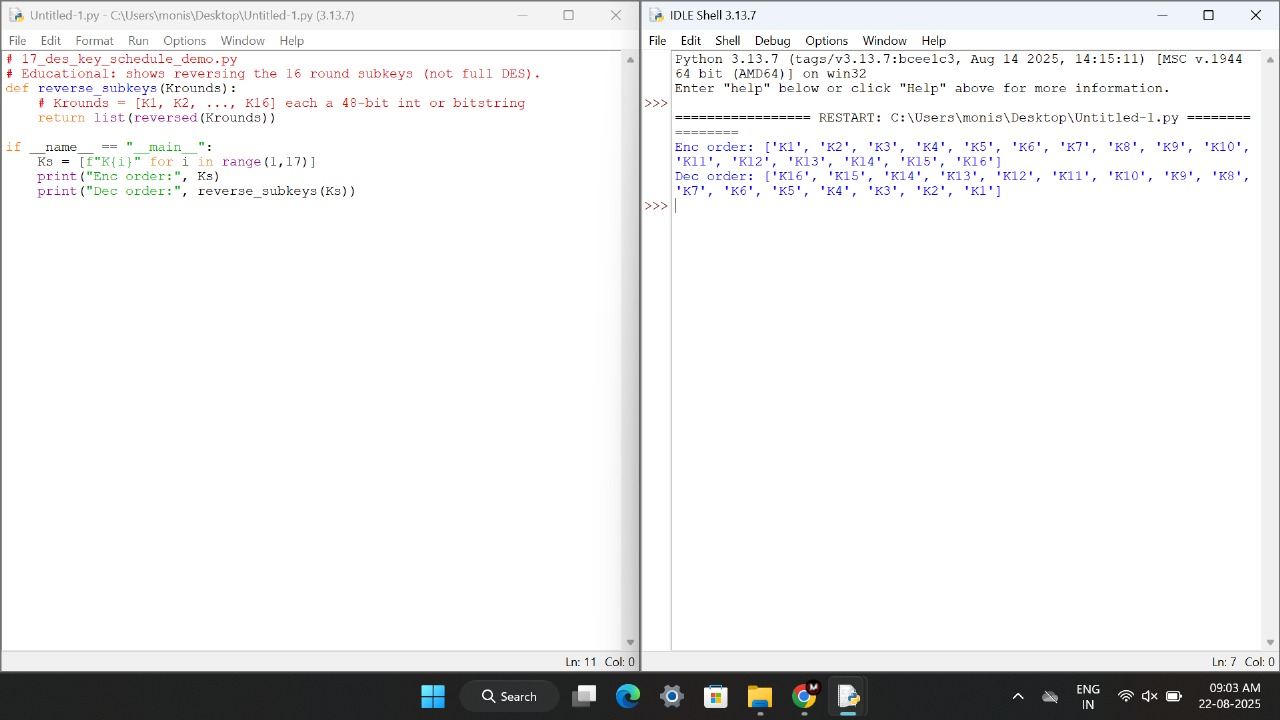 Untitled-1.py - C:\Users\monis\Desktop\Untitled-1.py (3.13.7)
File Edit Format Run Options Window Help
# 17_des_key_schedule_demo.py
# Educational: shows reversing the 16 round subkeys (not full DES).
def reverse_subkeys(Krounds):
    # Krounds = [K1, K2, ..., K16] each a 48-bit int or bitstring
    return list(reversed(Krounds))
if __name__ == "__main__":
    Ks = [f"K{i}" for i in range(1,17)]
    print("Enc order:", Ks)
    print("Dec order:", reverse_subkeys(Ks))
Ln: 11 Col: 0
IDLE Shell 3.13.7
File Edit Shell Debug Options Window Help
Python 3.13.7 (tags/v3.13.7:bcee1c3, Aug 14 2025, 14:15:11) [MSC v.1944
64 bit (AMD64)] on win32
Enter "help" below or click "Help" above for more information.
>>>
================= RESTART: C:\Users\monis\Desktop\Untitled-1.py ========
========
Enc order: ['K1', 'K2', 'K3', 'K4', 'K5', 'K6', 'K7', 'K8', 'K9', 'K10',
'K11', 'K12', 'K13', 'K14', 'K15', 'K16']
Dec order: ['K16', 'K15', 'K14', 'K13', 'K12', 'K11', 'K10', 'K9', 'K8',
'K7', 'K6', 'K5', 'K4', 'K3', 'K2', 'K1']
>>>
Ln: 7 Col: 0
Search
M
ENG
IN
09:03 AM
22-08-2025